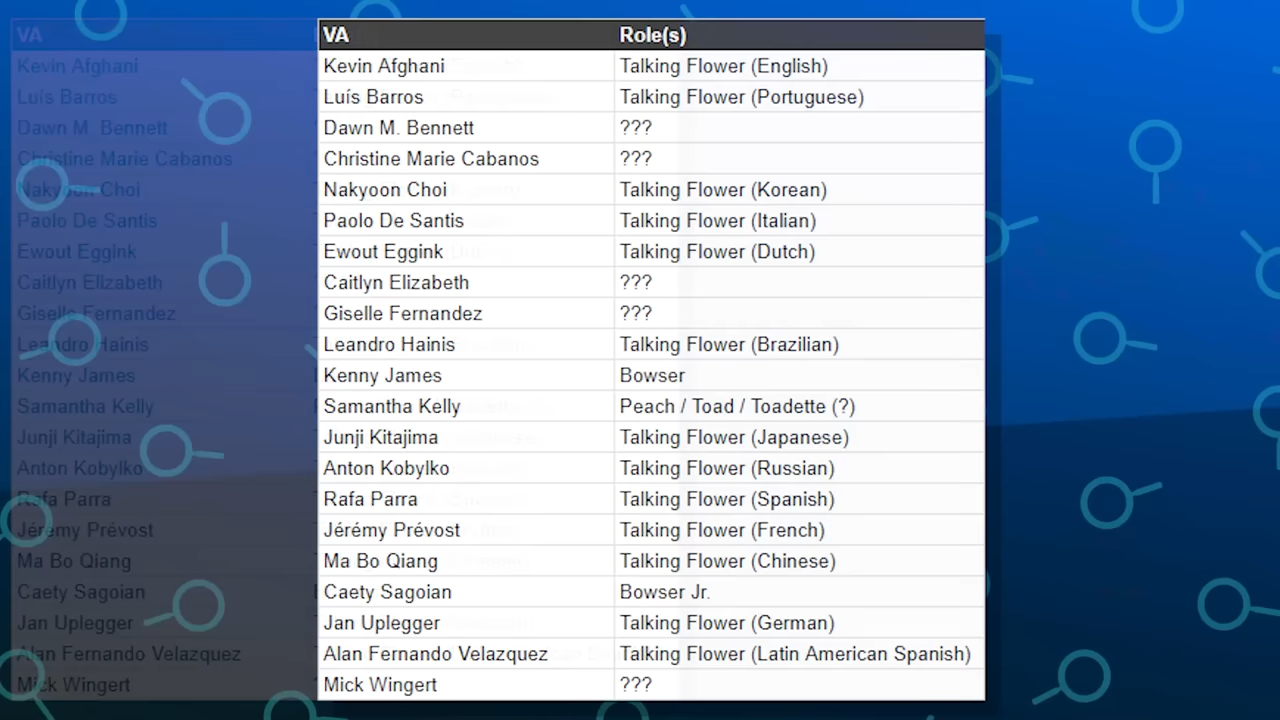 VA Role(s)
Kevin Afghani Talking Flower (English)
Luís Barros Talking Flower (Portuguese)
Dawn M. Bennett ???
Christine Marie Cabanos ???
Nakyoon Choi Talking Flower (Korean)
Paolo De Santis Talking Flower (Italian)
Ewout Eggink Talking Flower (Dutch)
Caitlyn Elizabeth ???
Giselle Fernandez ???
Leandro Hainis Talking Flower (Brazilian)
Kenny James Bowser
Samantha Kelly Peach / Toad / Toadette (?)
Junji Kitajima Talking Flower (Japanese)
Anton Kobylko Talking Flower (Russian)
Rafa Parra Talking Flower (Spanish)
Jérémy Prévost Talking Flower (French)
Ma Bo Qiang Talking Flower (Chinese)
Caety Sagoian Bowser Jr.
Jan Uplegger Talking Flower (German)
Alan Fernando Velazquez Talking Flower (Latin American Spanish)
Mick Wingert ???